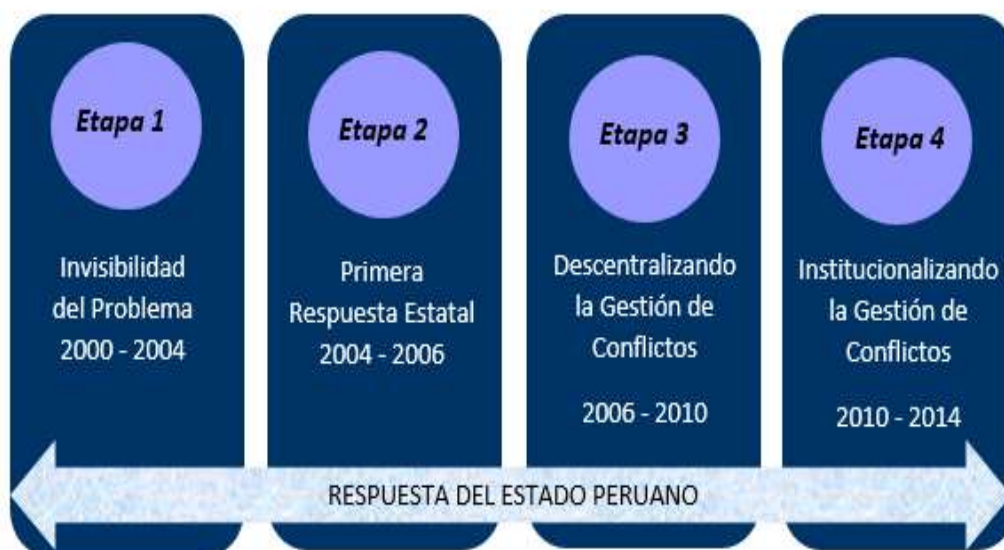 Etapa 1
Invisibilidad
del Problema
2000 - 2004
Etapa 2
Primera
Respuesta Estatal
2004 - 2006
Etapa 3
Descentralizando
la Gestión de
Conflictos
2006 - 2010
Etapa 4
Institucionalizando
la Gestión de
Conflictos
2010 - 2014
RESPUESTA DEL ESTADO PERUANO